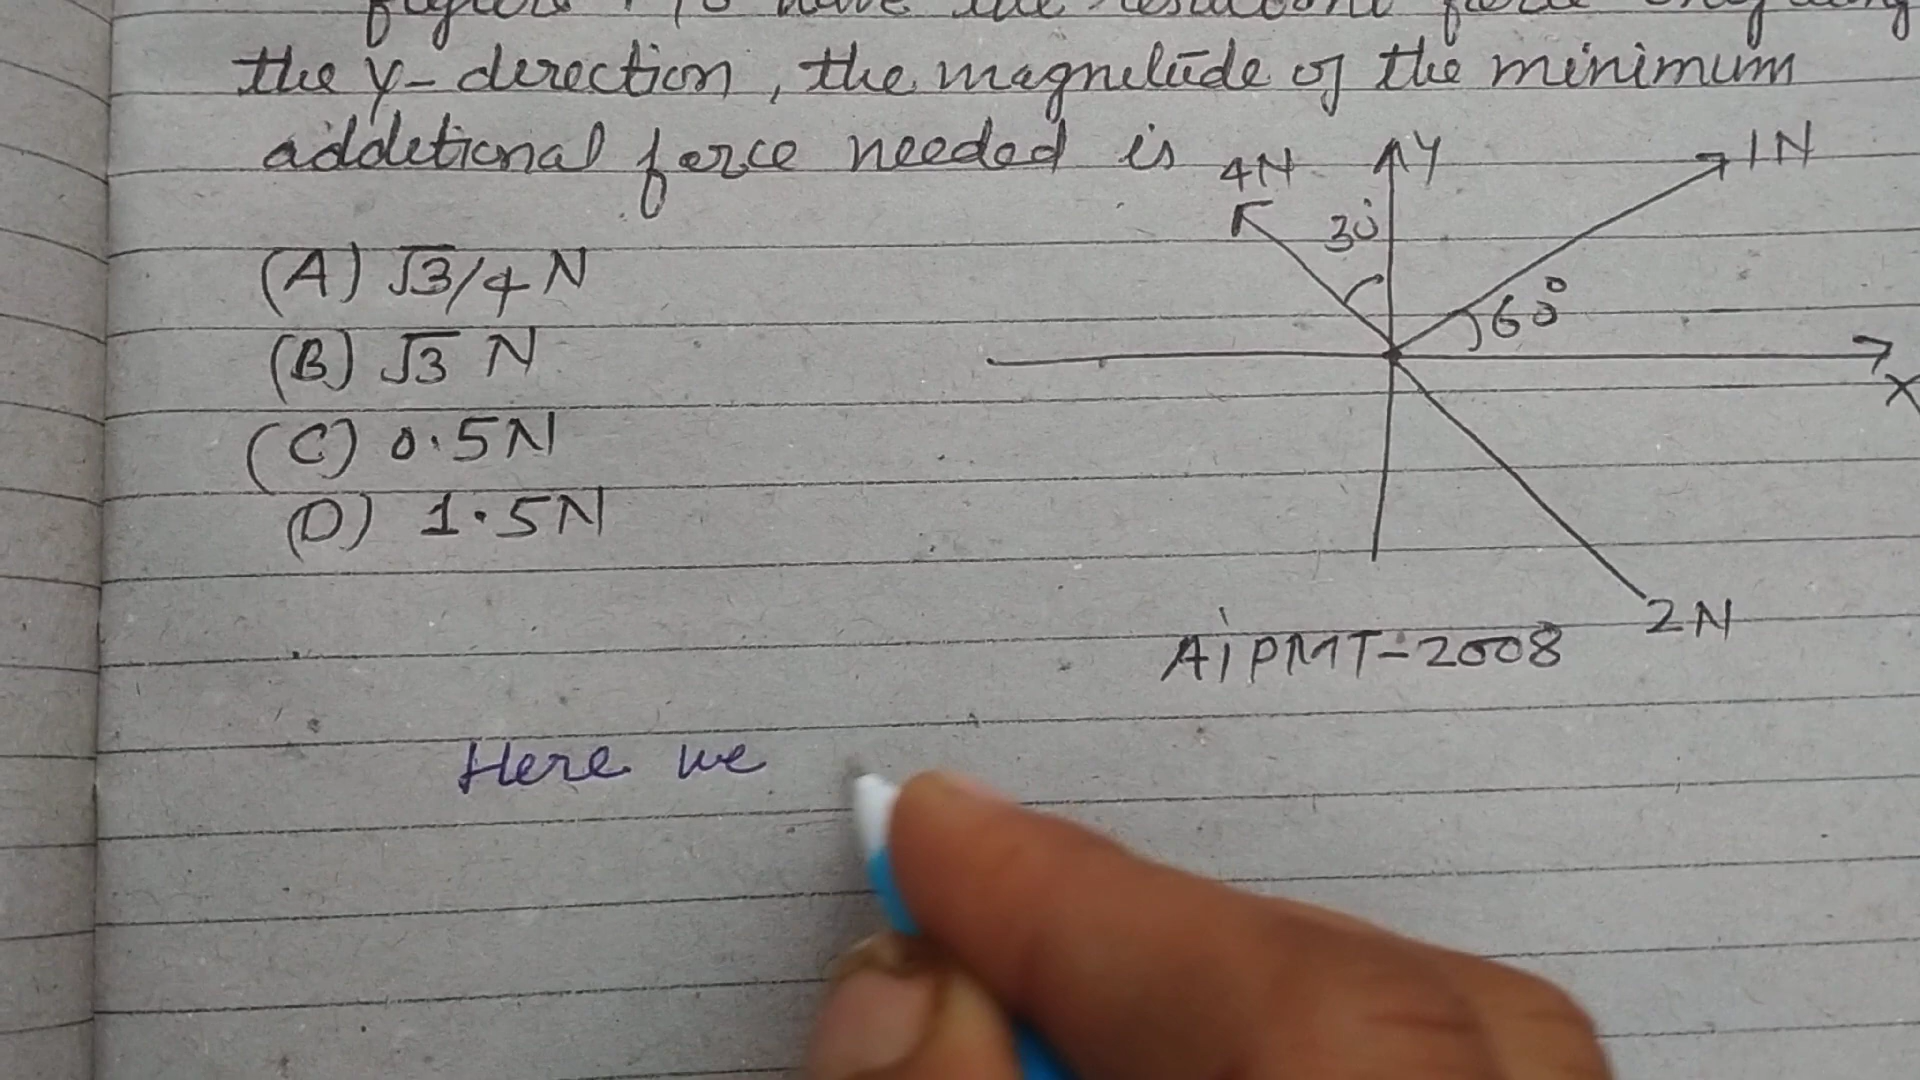 the y-direction, the magnitude of the minimum
additional force needed is
4N
Y
1N
30°
60°
X
2N
(A) √3/4 N
(B) √3 N
(C) 0.5N
(D) 1.5N
AiPMT-2008
Here we